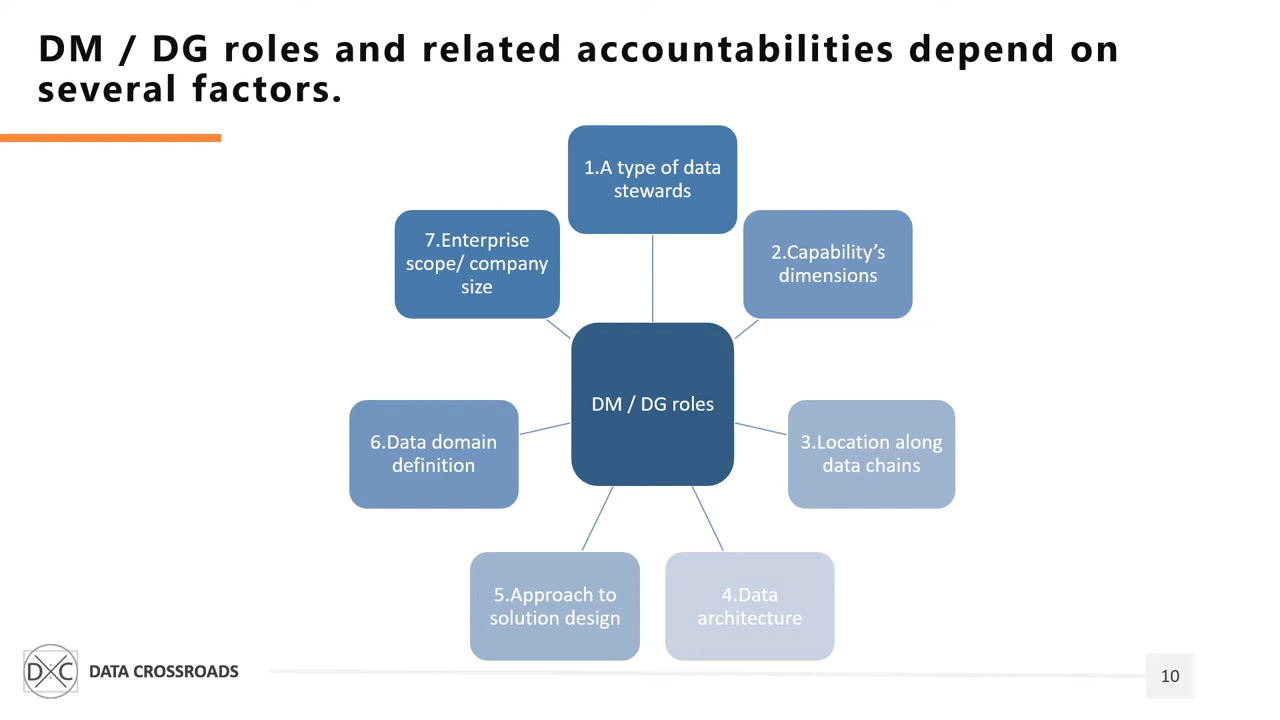 DM / DG roles and related accountabilities depend on
several factors.
1.A type of data
stewards
2.Capability’s
dimensions
3.Location along
data chains
4.Data
architecture
5.Approach to
solution design
6.Data domain
definition
7.Enterprise
scope/ company
size
DM / DG roles
DXC
DATA CROSSROADS
10